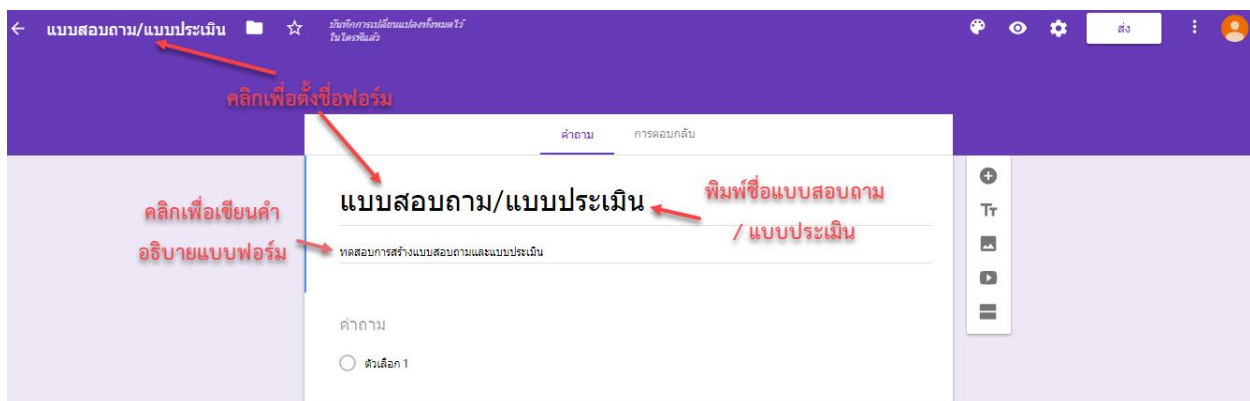 แบบสอบถาม/แบบประเมิน
บันทึกการเปลี่ยนแปลงทั้งหมดไว้
ในไดรฟ์แล้ว
ส่ง
คลิกเพื่อตั้งชื่อฟอร์ม
คำถาม การตอบกลับ
แบบสอบถาม/แบบประเมิน
พิมพ์ชื่อแบบสอบถาม
/ แบบประเมิน
คลิกเพื่อเขียนคำ
อธิบายแบบฟอร์ม
ทดสอบการสร้างแบบสอบถามและแบบประเมิน
Tт
คำถาม
ตัวเลือก 1